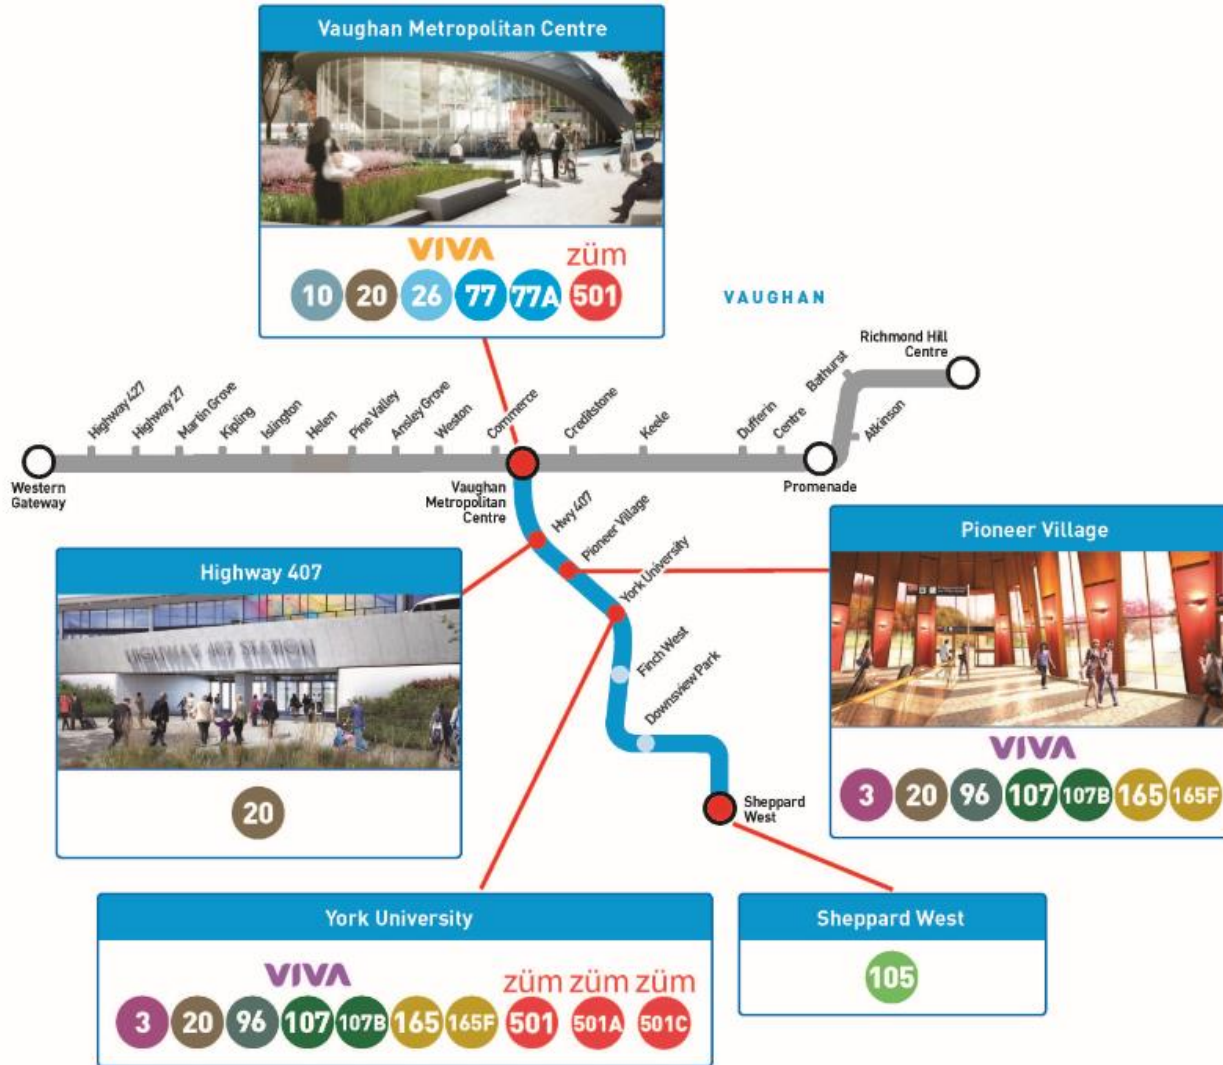 Vaughan Metropolitan Centre
VIVA
züm
10 20 26 77 77A 501
VAUGHAN
Richmond Hill
Centre
Highway 427
Highway 27
Martin Grove
Kipling
Islington
Helen
Pine Valley
Ansley Grove
Weston
Commerce
Creditstone
Keele
Dufferin
Centre
Bathurst
Atkinson
Western
Gateway
Vaughan
Metropolitan
Centre
Promenade
Hwy 407
Pioneer Village
York University
Finch West
Downsview Park
Sheppard
West
Highway 407
HIGHWAY 407 STATION
20
Pioneer Village
VIVA
3 20 96 107 107B 165 165F
York University
VIVA
züm züm züm
3 20 96 107 107B 165 165F 501 501A 501C
Sheppard West
105